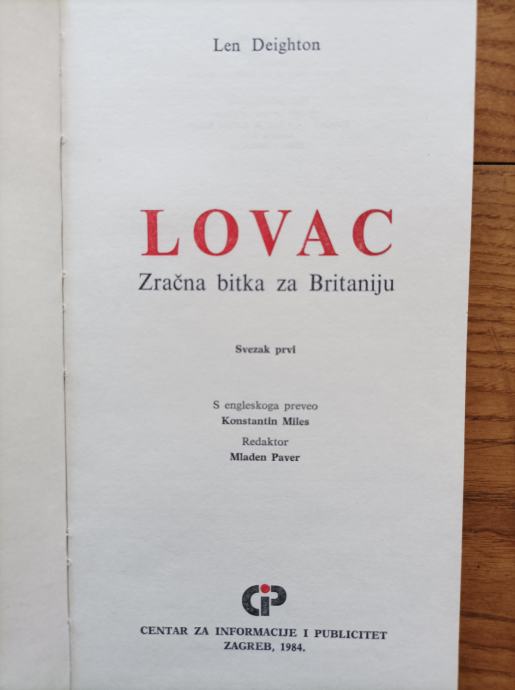 Len Deighton
LOVAC
Zračna bitka za Britaniju
Svezak prvi
S engleskoga preveo
Konstantin Miles
Redaktor
Mladen Paver
CIP
CENTAR ZA INFORMACIJE I PUBLICITET
ZAGREB, 1984.